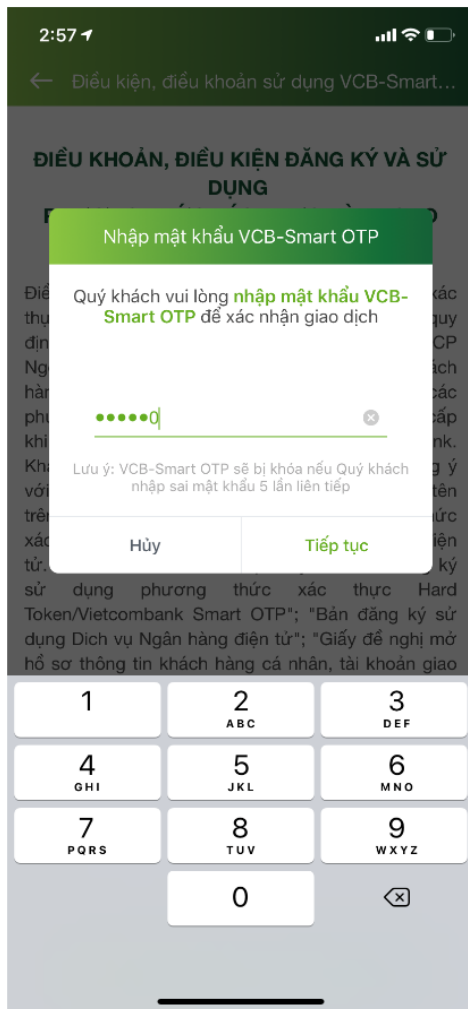 2:57
Điều kiện, điều khoản sử dụng VCB-Smart...
ĐIỀU KHOẢN, ĐIỀU KIỆN ĐĂNG KÝ VÀ SỬ
DỤNG
Nhập mật khẩu VCB-Smart OTP
Quý khách vui lòng nhập mật khẩu VCB-
Smart OTP để xác nhận giao dịch
•••••0
Lưu ý: VCB-Smart OTP sẽ bị khóa nếu Quý khách
nhập sai mật khẩu 5 lần liên tiếp
Hủy Tiếp tục
sử dụng phương thức xác thực Hard
Token/Vietcombank Smart OTP"; "Bản đăng ký sử
dụng Dich vụ Ngân hàng điện tử"; "Giấy đề nghị mở
hồ sơ thông tin khách hàng cá nhân, tài khoản giao
1 2 3
ABC DEF
4 5 6
GHI JKL MNO
7 8 9
PQRS TUV WXYZ
0